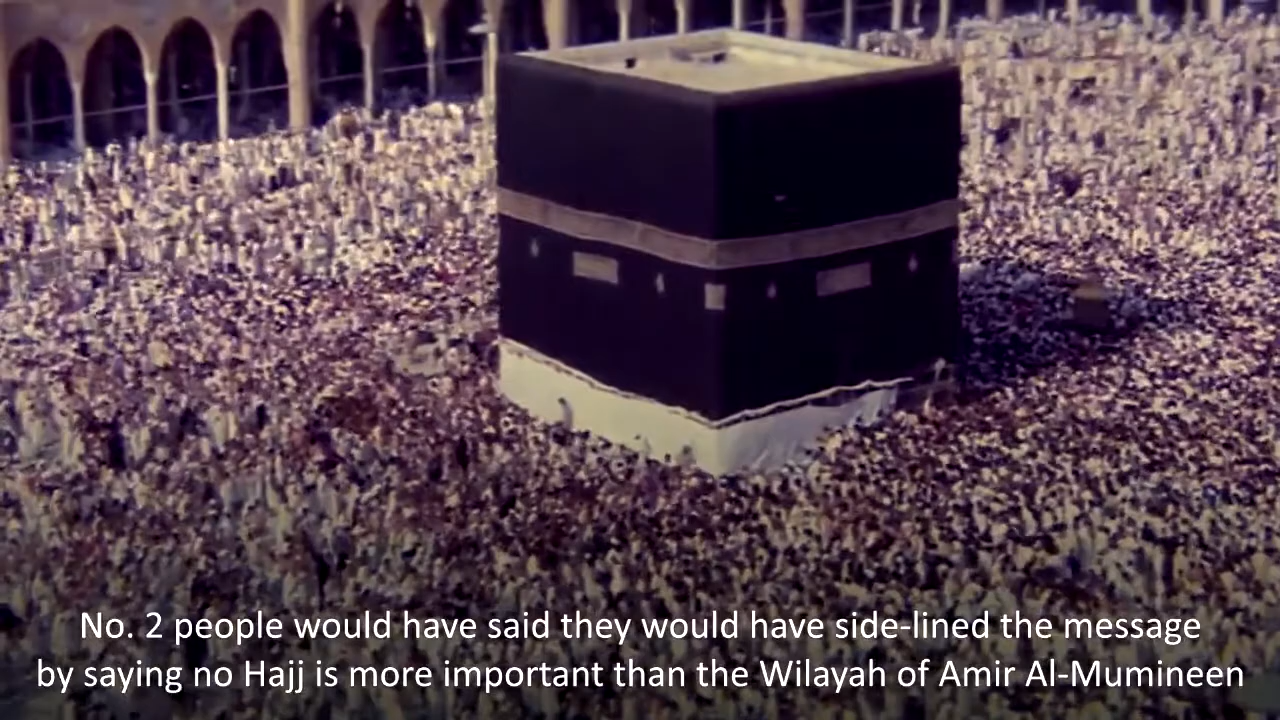 No. 2 people would have said they would have side-lined the message
by saying no Hajj is more important than the Wilayah of Amir Al-Mumineen